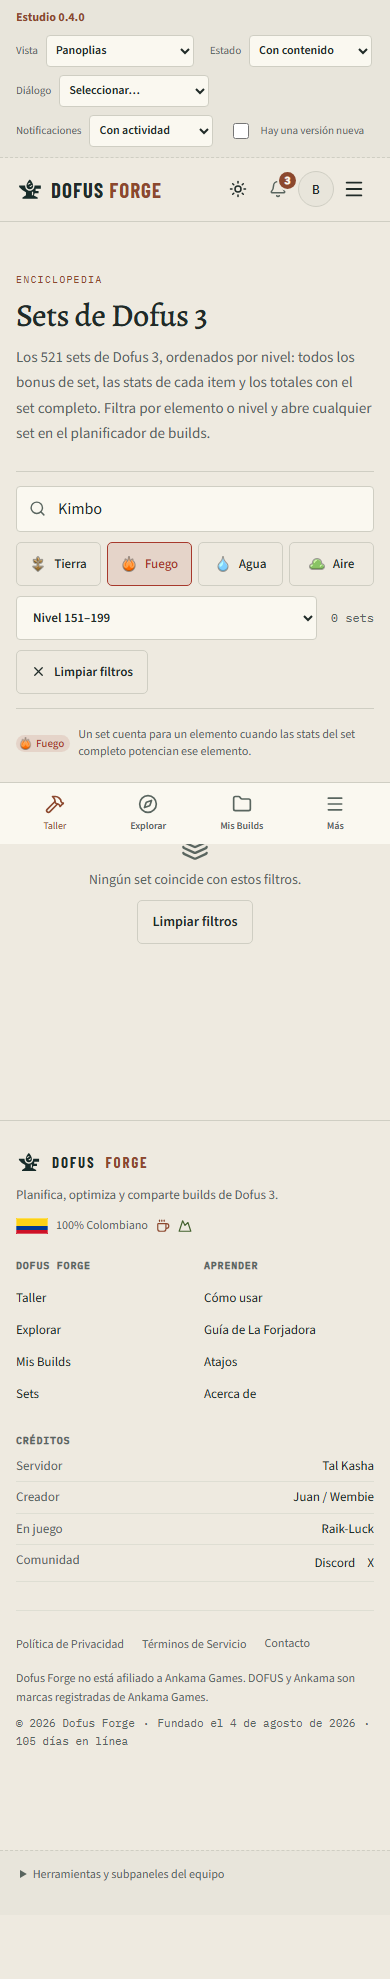 Estudio 0.4.0
Vista Panoplias Estado Con contenido
Diálogo Seleccionar...
Notificaciones Con actividad Hay una versión nueva
DOFUS FORGE 3 B
ENCICLOPEDIA
Sets de Dofus 3
Los 521 sets de Dofus 3, ordenados por nivel: todos los
bonus de set, las stats de cada item y los totales con el
set completo. Filtra por elemento o nivel y abre cualquier
set en el planificador de builds.
Kimbo
Tierra Fuego Agua Aire
Nivel 151–199 0 sets
Limpiar filtros
Fuego Un set cuenta para un elemento cuando las stats del set
completo potencian ese elemento.
Taller Explorar Mis Builds Más
Ningún set coincide con estos filtros.
Limpiar filtros
DOFUS FORGE
Planifica, optimiza y comparte builds de Dofus 3.
100% Colombiano
DOFUS FORGE APRENDER
Taller Cómo usar
Explorar Guía de La Forjadora
Mis Builds Atajos
Sets Acerca de
CRÉDITOS
Servidor Tal Kasha
Creador Juan / Wembie
En juego Raik-Luck
Comunidad Discord X
Política de Privacidad Términos de Servicio Contacto
Dofus Forge no está afiliado a Ankama Games. DOFUS y Ankama son
marcas registradas de Ankama Games.
© 2026 Dofus Forge · Fundado el 4 de agosto de 2026 ·
105 días en línea
Herramientas y subpaneles del equipo